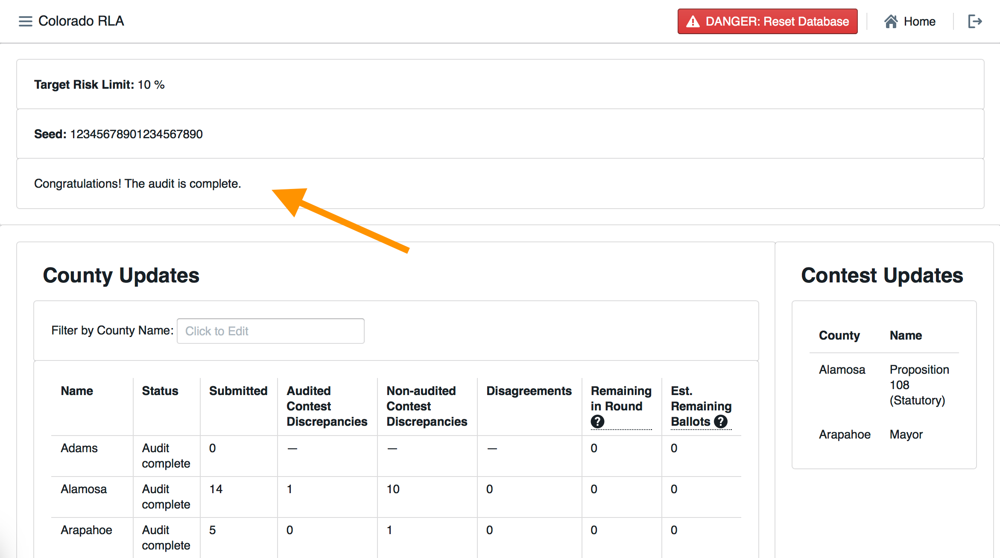 Colorado RLA
DANGER: Reset Database
Home
Target Risk Limit: 10 %
Seed: 12345678901234567890
Congratulations! The audit is complete.
County Updates
Filter by County Name: Click to Edit
Name Status Submitted Audited Contest Discrepancies Non-audited Contest Discrepancies Disagreements Remaining in Round ? Est. Remaining Ballots ?
Adams Audit complete 0 — — — 0 0
Alamosa Audit complete 14 1 10 0 0 0
Arapahoe Audit complete 5 0 1 0 0 0
Contest Updates
County Name
Alamosa Proposition 108 (Statutory)
Arapahoe Mayor